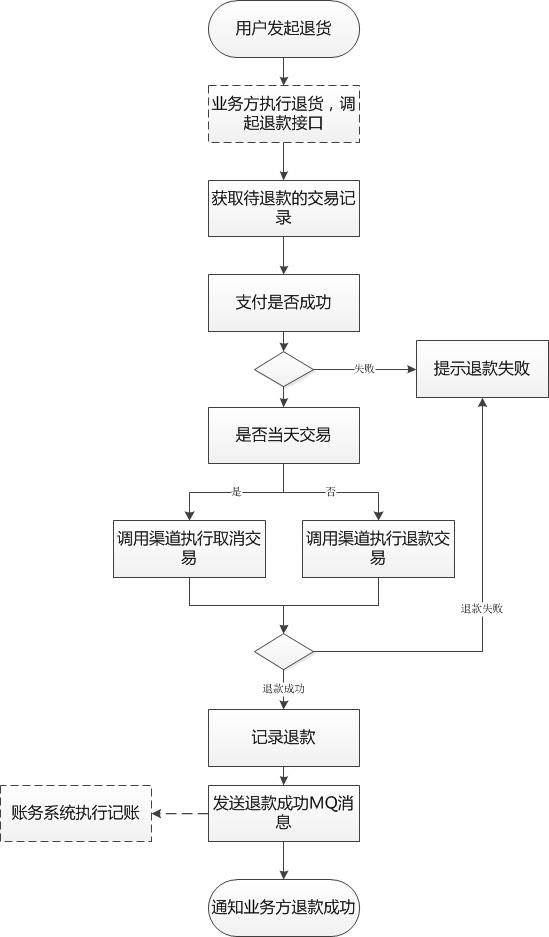 用户发起退货
业务方执行退货，调
起退款接口
获取待退款的交易记
录
支付是否成功
失败
提示退款失败
是否当天交易
是
否
调用渠道执行取消交
易
调用渠道执行退款交
易
退款失败
退款成功
记录退款
账务系统执行记账
发送退款成功MQ消
息
通知业务方退款成功